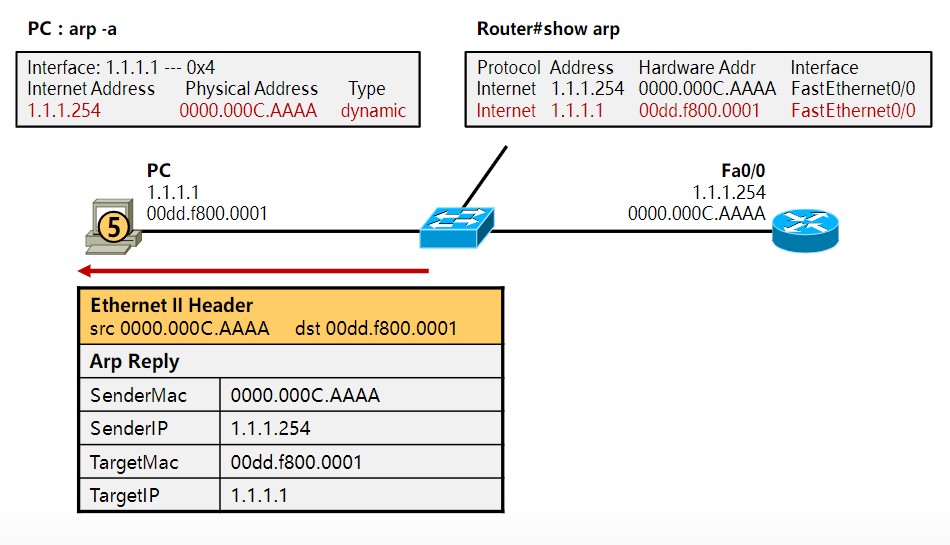 PC : arp -a
Interface: 1.1.1.1 --- 0x4
Internet Address Physical Address Type
1.1.1.254 0000.000C.AAAA dynamic
Router#show arp
Protocol Address Hardware Addr Interface
Internet 1.1.1.254 0000.000C.AAAA FastEthernet0/0
Internet 1.1.1.1 00dd.f800.0001 FastEthernet0/0
PC
1.1.1.1
00dd.f800.0001
5
Fa0/0
1.1.1.254
0000.000C.AAAA
Ethernet II Header
src 0000.000C.AAAA dst 00dd.f800.0001
Arp Reply
SenderMac 0000.000C.AAAA
SenderIP 1.1.1.254
TargetMac 00dd.f800.0001
TargetIP 1.1.1.1